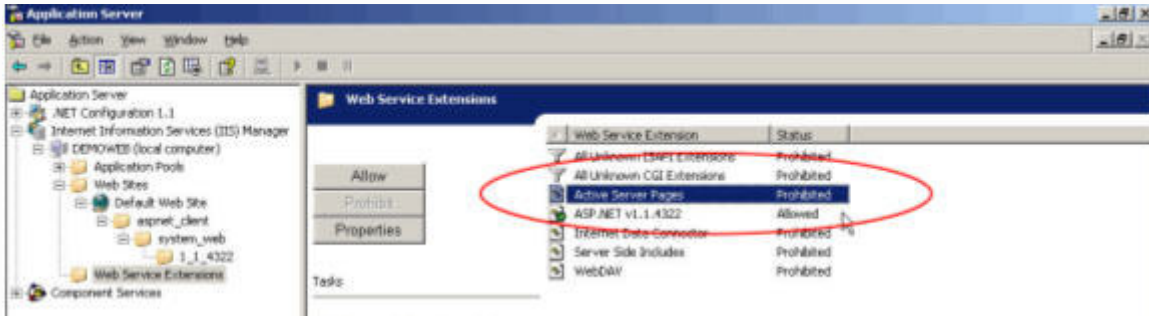 Application Server
File Action View Window Help
Application Server
.NET Configuration 1.1
Internet Information Services (IIS) Manager
DEMOWEB (local computer)
Application Pools
Web Sites
Default Web Site
aspnet_client
system_web
1_1_4322
Web Service Extensions
Component Services
Web Service Extensions
Allow
Prohibit
Properties
Tasks
Web Service Extension Status
All Unknown ISAPI Extensions Prohibited
All Unknown CGI Extensions Prohibited
Active Server Pages Prohibited
ASP.NET v1.1.4322 Allowed
Internet Data Connector Prohibited
Server Side Includes Prohibited
WebDAV Prohibited